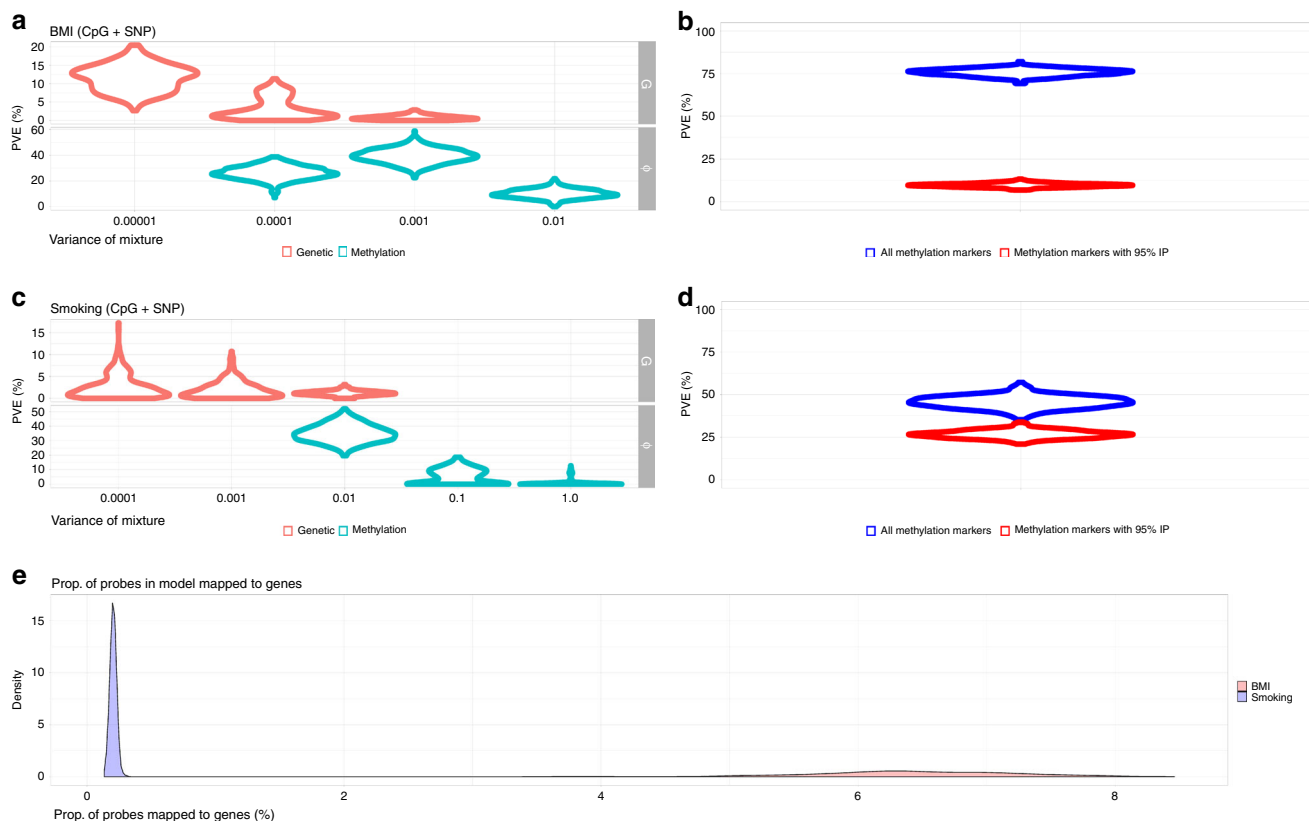 a
BMI (CpG + SNP)
PVE (%)
20
15
10
5
0
G
60
40
20
0
ϕ
0.00001 0.0001 0.001 0.01
Variance of mixture
Genetic Methylation
b
PVE (%)
100
75
50
25
0
All methylation markers Methylation markers with 95% IP
c
Smoking (CpG + SNP)
PVE (%)
15
10
5
0
G
50
40
30
20
10
0
ϕ
0.0001 0.001 0.01 0.1 1.0
Variance of mixture
Genetic Methylation
d
PVE (%)
100
75
50
25
0
All methylation markers Methylation markers with 95% IP
e
Prop. of probes in model mapped to genes
Density
15
10
5
0
0 2 4 6 8
Prop. of probes mapped to genes (%)
BMI
Smoking